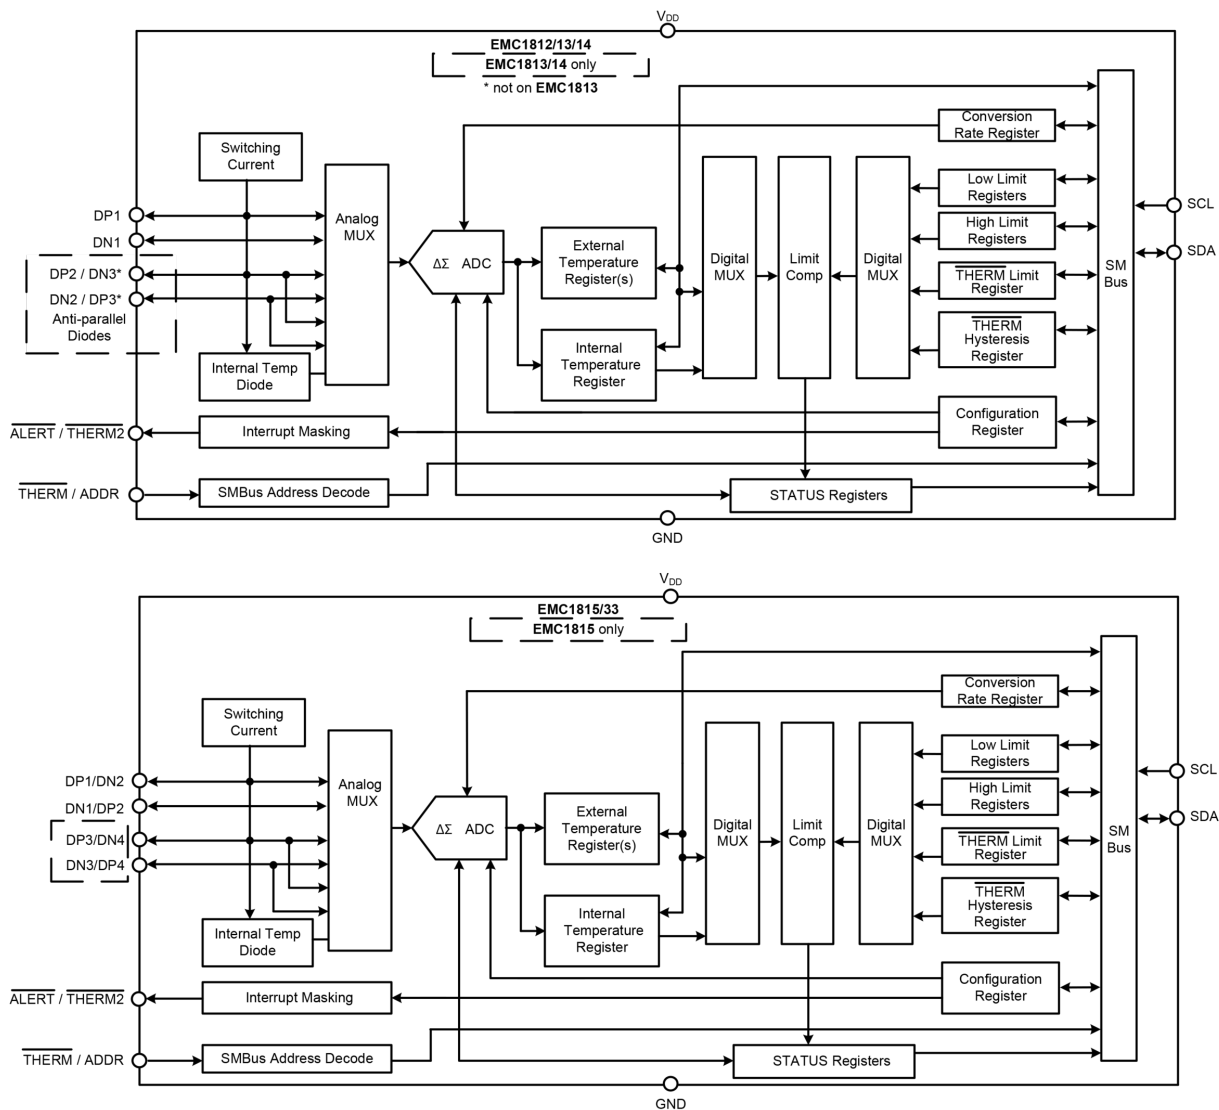 VDD
EMC1812/13/14
EMC1813/14 only
* not on EMC1813
Switching
Current
Analog
MUX
DP1
DN1
DP2 / DN3*
DN2 / DP3*
Anti-parallel
Diodes
Internal Temp
Diode
ΔΣ ADC
External
Temperature
Register(s)
Internal
Temperature
Register
Digital
MUX
Limit
Comp
Digital
MUX
Conversion
Rate Register
Low Limit
Registers
High Limit
Registers
THERM Limit
Register
THERM
Hysteresis
Register
Configuration
Register
SM
Bus
SCL
SDA
ALERT / THERM2
Interrupt Masking
THERM / ADDR
SMBus Address Decode
STATUS Registers
GND
VDD
EMC1815/33
EMC1815 only
Switching
Current
Analog
MUX
DP1/DN2
DN1/DP2
DP3/DN4
DN3/DP4
Internal Temp
Diode
ΔΣ ADC
External
Temperature
Register(s)
Internal
Temperature
Register
Digital
MUX
Limit
Comp
Digital
MUX
Conversion
Rate Register
Low Limit
Registers
High Limit
Registers
THERM Limit
Register
THERM
Hysteresis
Register
Configuration
Register
SM
Bus
SCL
SDA
ALERT / THERM2
Interrupt Masking
THERM / ADDR
SMBus Address Decode
STATUS Registers
GND